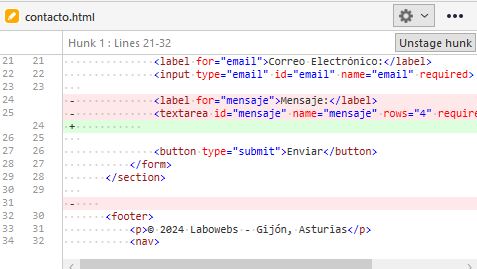 contacto.html
Hunk 1 : Lines 21-32
Unstage hunk
21 21 <label for="email">Correo Electrónico:</label>
22 22 <input type="email" id="email" name="email" required>
23 23
24 - <label for="mensaje">Mensaje:</label>
25 - <textarea id="mensaje" name="mensaje" rows="4" require
24 +
26 25
27 26 <button type="submit">Enviar</button>
28 27 </form>
29 28 </section>
30 29
31 -
32 30 <footer>
33 31 <p>© 2024 Labowebs - Gijón, Asturias</p>
34 32 <nav>